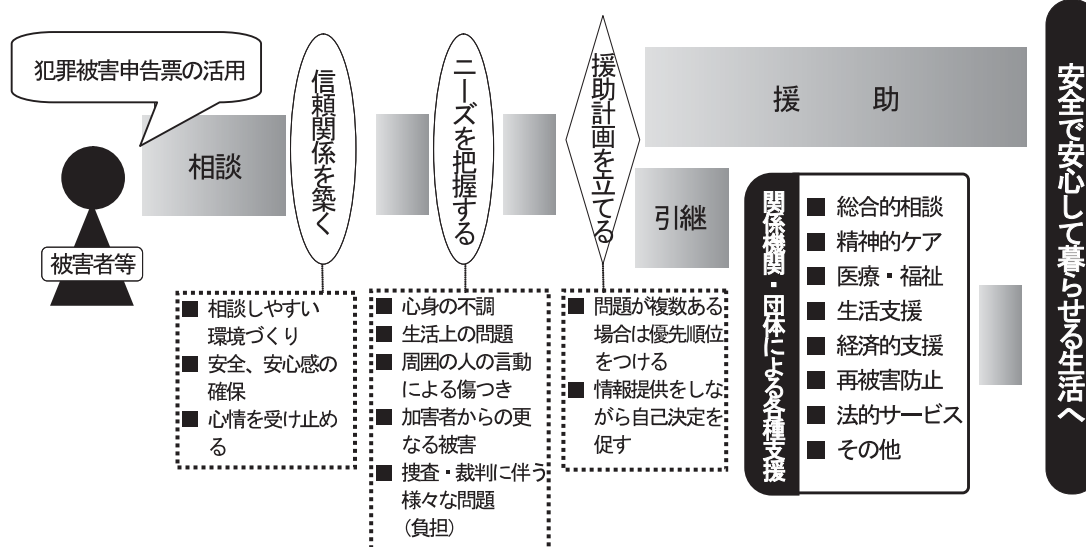 犯罪被害申告票の活用
被害者等
相談
信頼関係を築く
■ 相談しやすい
環境づくり
■ 安全、安心感の
確保
■ 心情を受け止め
る
ニーズを把握する
■ 心身の不調
■ 生活上の問題
■ 周囲の人の言動
による傷つき
■ 加害者からの更
なる被害
■ 捜査・裁判に伴う
様々な問題
(負担)
援助計画を立てる
■ 問題が複数ある
場合は優先順位
をつける
■ 情報提供をしな
がら自己決定を
促す
援 助
引継
関係機関・団体による各種支援
■ 総合的相談
■ 精神的ケア
■ 医療・福祉
■ 生活支援
■ 経済的支援
■ 再被害防止
■ 法的サービス
■ その他
安全で安心して暮らせる生活へ